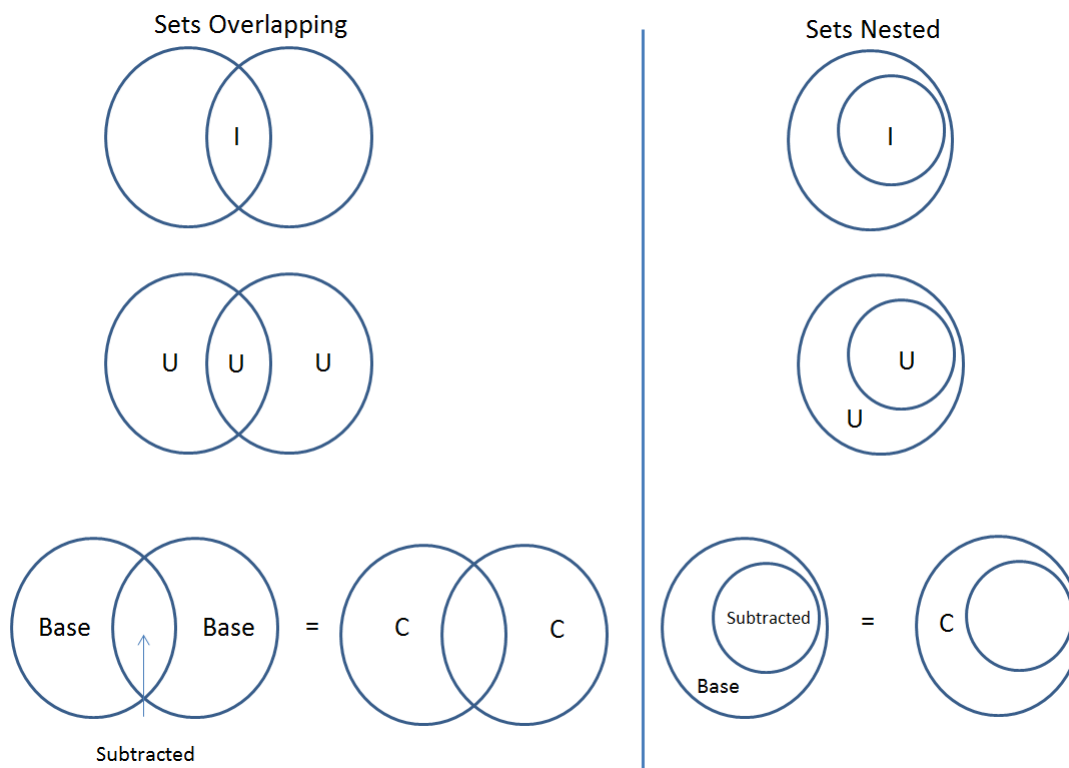 Sets Overlapping
Sets Nested
I
I
U U U
U
U
Base Base = C C
Subtracted
Subtracted = C
Base